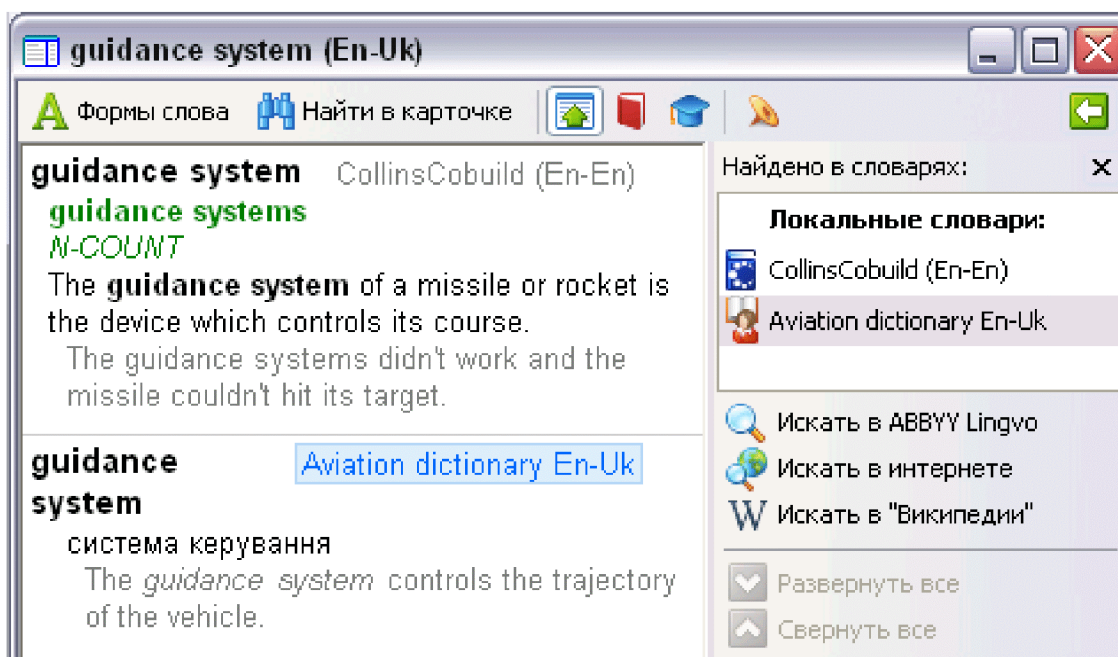 guidance system (En-Uk)
Формы слова Найти в карточке
guidance system CollinsCobuild (En-En)
guidance systems
N-COUNT
The guidance system of a missile or rocket is
the device which controls its course.
The guidance systems didn't work and the
missile couldn't hit its target.
guidance Aviation dictionary En-Uk
system
система керування
The guidance system controls the trajectory
of the vehicle.
Найдено в словарях:
Локальные словари:
CollinsCobuild (En-En)
Aviation dictionary En-Uk
Искать в ABBYY Lingvo
Искать в интернете
Искать в "Википедии"
Развернуть все
Свернуть все